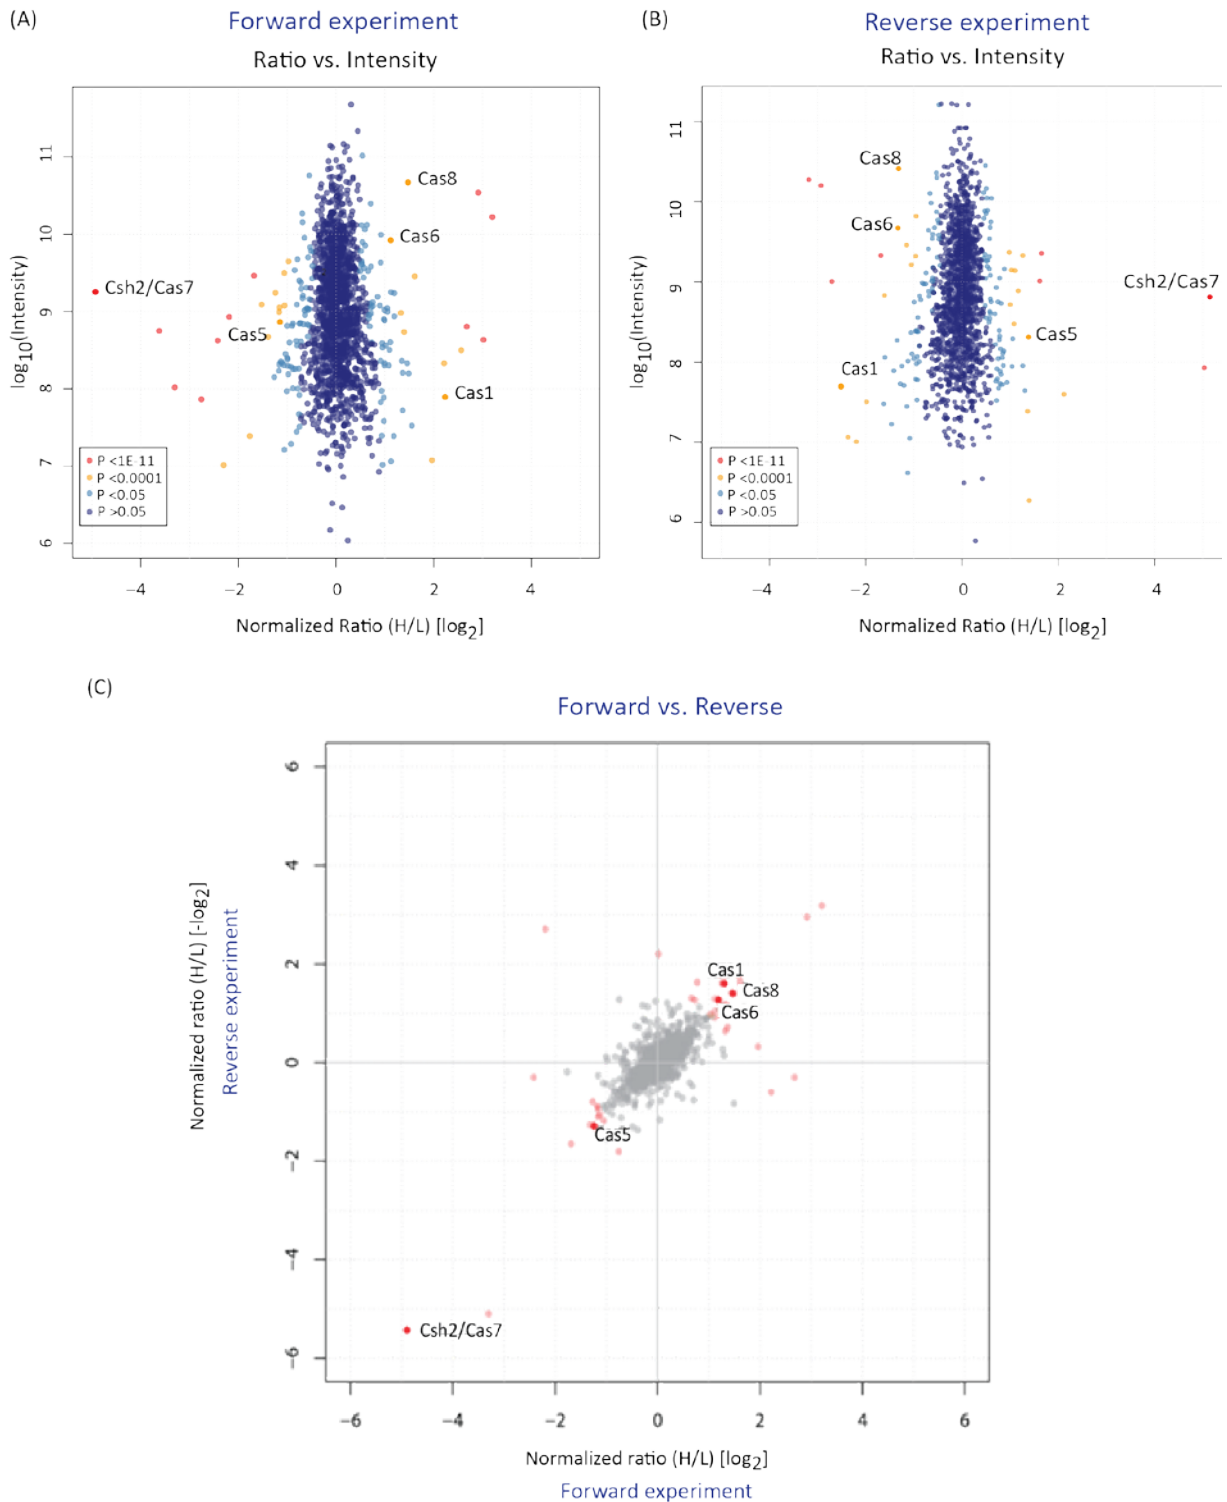 (A)
Forward experiment
Ratio vs. Intensity
log10(Intensity)
11
10
9
8
7
6
Cas8
Cas6
Csh2/Cas7
Cas5
Cas1
P <1E-11
P <0.0001
P <0.05
P >0.05
−4 −2 0 2 4
Normalized Ratio (H/L) [log2]
(B)
Reverse experiment
Ratio vs. Intensity
log10(Intensity)
11
10
9
8
7
6
Cas8
Cas6
Csh2/Cas7
Cas5
Cas1
P <1E-11
P <0.0001
P <0.05
P >0.05
−4 −2 0 2 4
Normalized Ratio (H/L) [log2]
(C)
Forward vs. Reverse
Normalized ratio (H/L) [-log2]
Reverse experiment
6
4
2
0
−2
−4
−6
Cas1
Cas8
Cas6
Cas5
Csh2/Cas7
−6 −4 −2 0 2 4 6
Normalized ratio (H/L) [log2]
Forward experiment